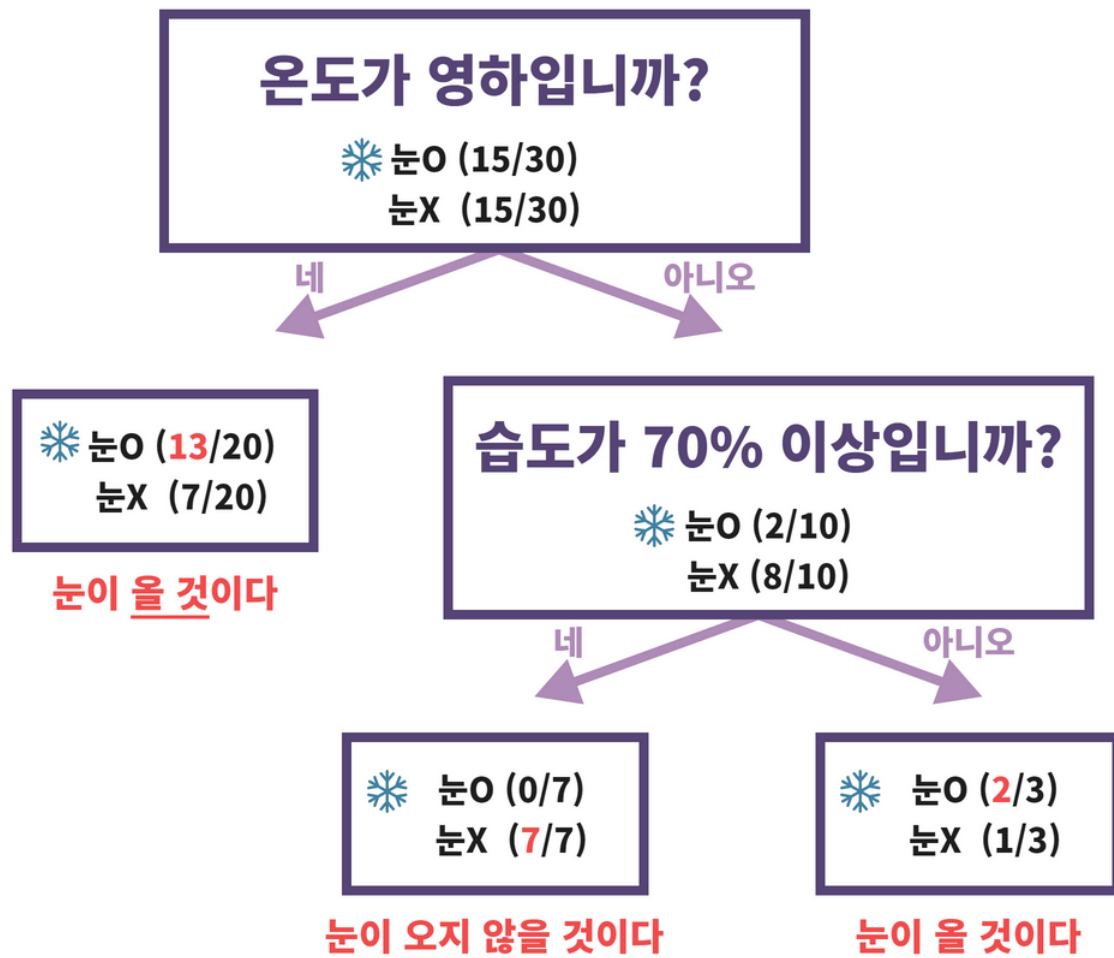 온도가 영하입니까?
눈O (15/30)
눈X (15/30)
네
아니오
눈O (13/20)
눈X (7/20)
눈이 올 것이다
습도가 70% 이상입니까?
눈O (2/10)
눈X (8/10)
네
아니오
눈O (0/7)
눈X (7/7)
눈이 오지 않을 것이다
눈O (2/3)
눈X (1/3)
눈이 올 것이다